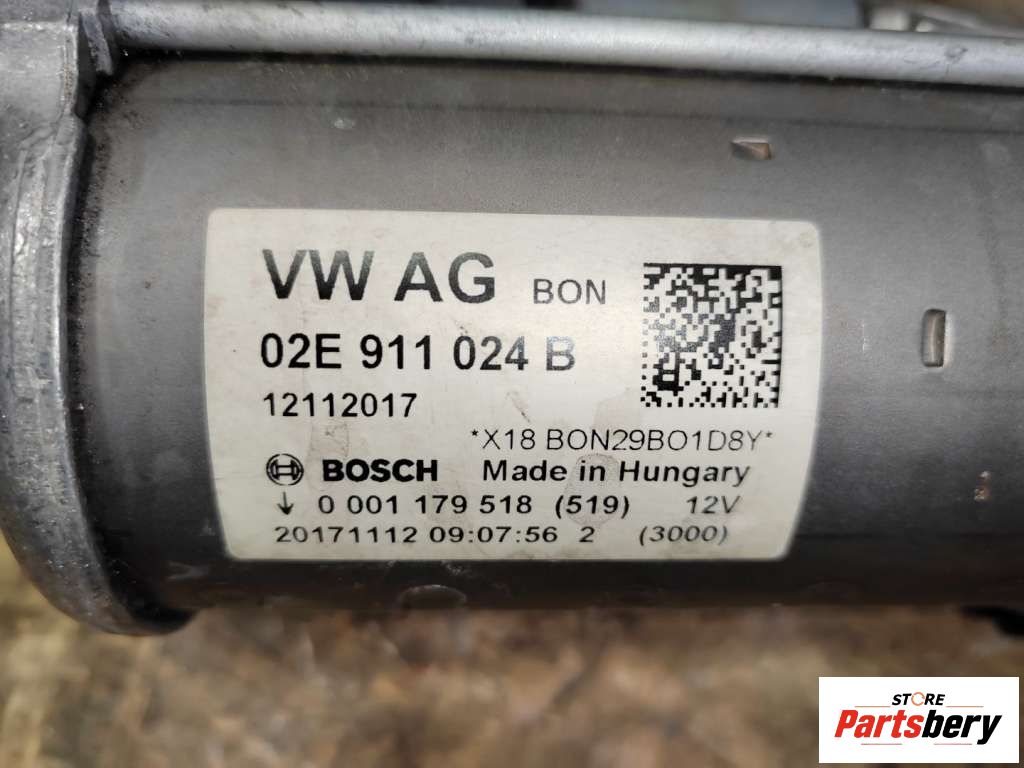 VW AG BON
02E 911 024 B
12112017
*X18 BON29BO1D8Y*
BOSCH Made in Hungary
↓ 0 001 179 518 (519) 12V
20171112 09:07:56 2 (3000)
STORE
Partsbery